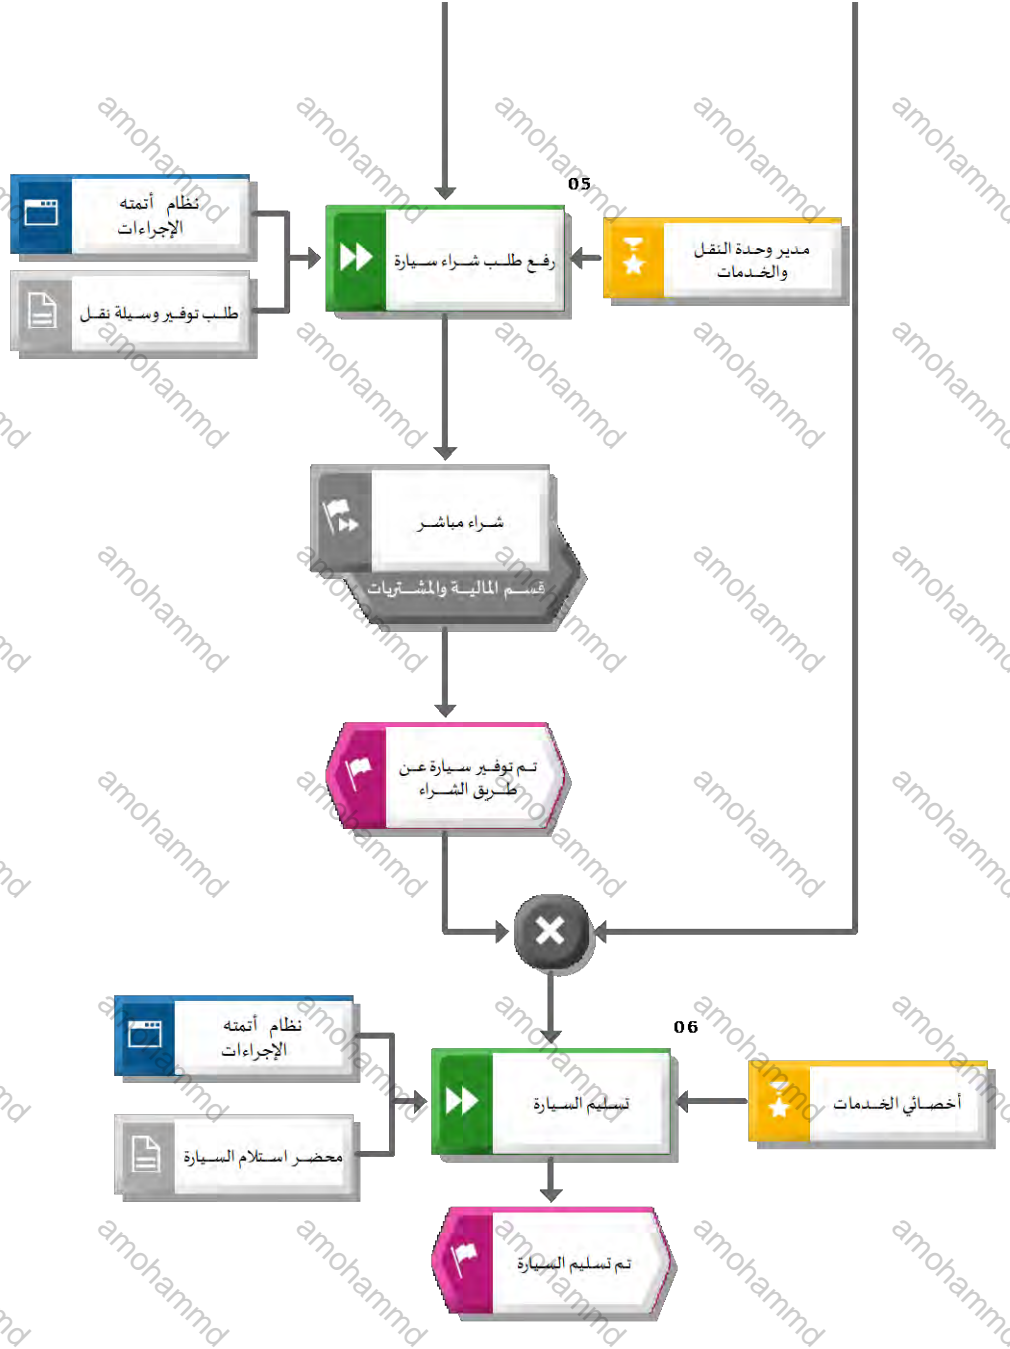 05
نظام أتمته
الإجراءات
رفع طلب شراء سيارة
مدير وحدة النقل
والخدمات
طلب توفير وسيلة نقل
شراء مباشر
قسم المالية والمشتريات
تم توفير سيارة عن
طريق الشراء
06
نظام أتمته
الإجراءات
تسليم السيارة
أخصائي الخدمات
محضر استلام السيارة
تم تسليم السيارة
amohammd